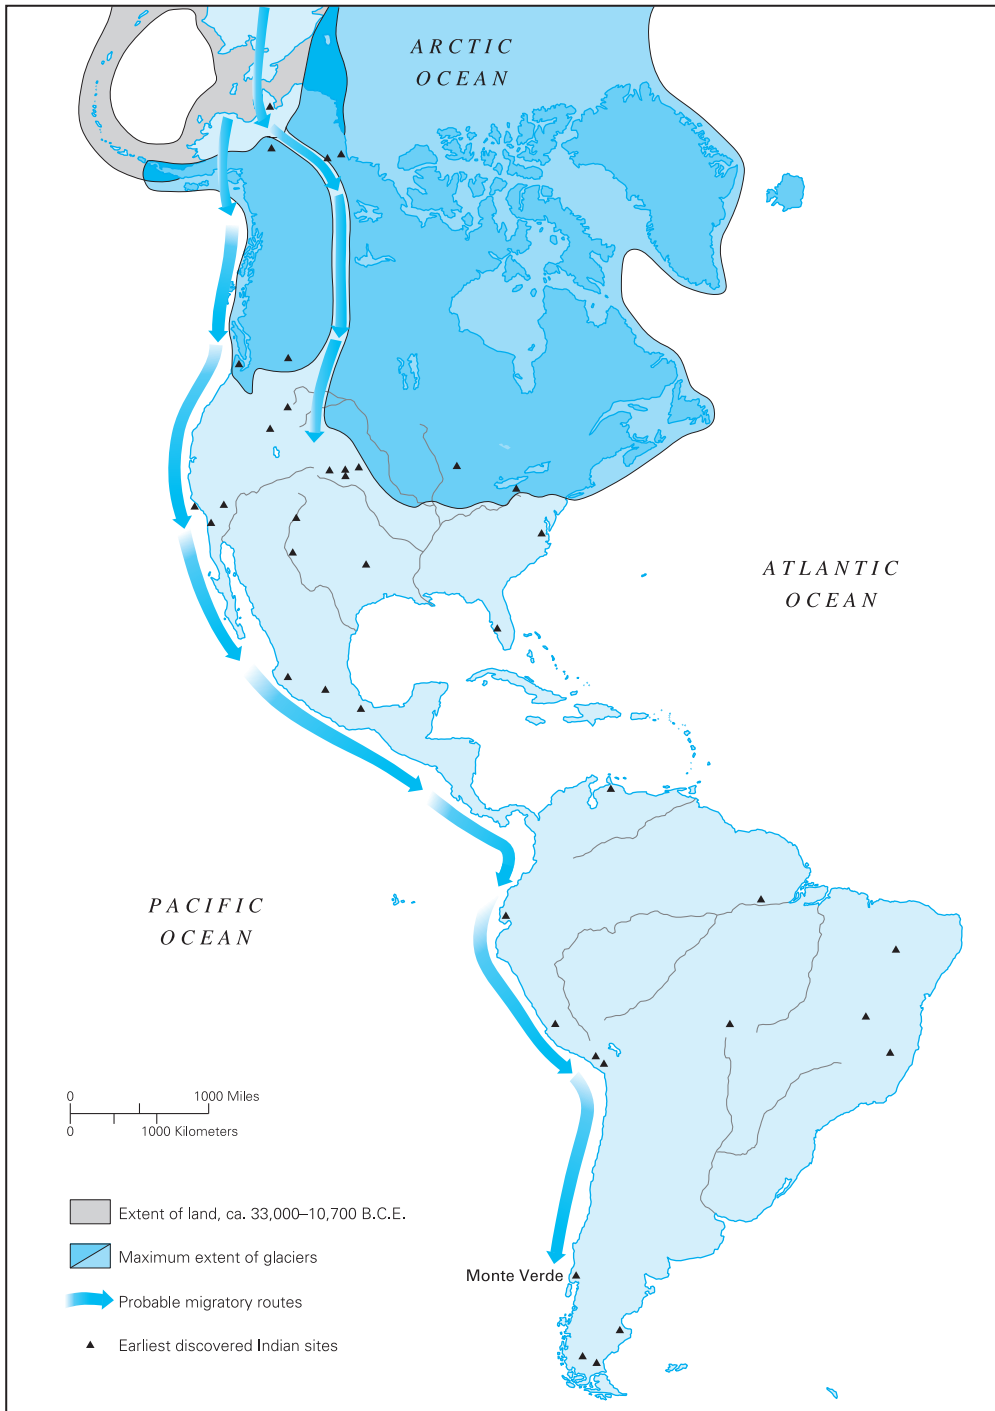 ARCTIC
OCEAN
ATLANTIC
OCEAN
PACIFIC
OCEAN
0 1000 Miles
0 1000 Kilometers
Extent of land, ca. 33,000–10,700 B.C.E.
Maximum extent of glaciers
Monte Verde
Probable migratory routes
Earliest discovered Indian sites